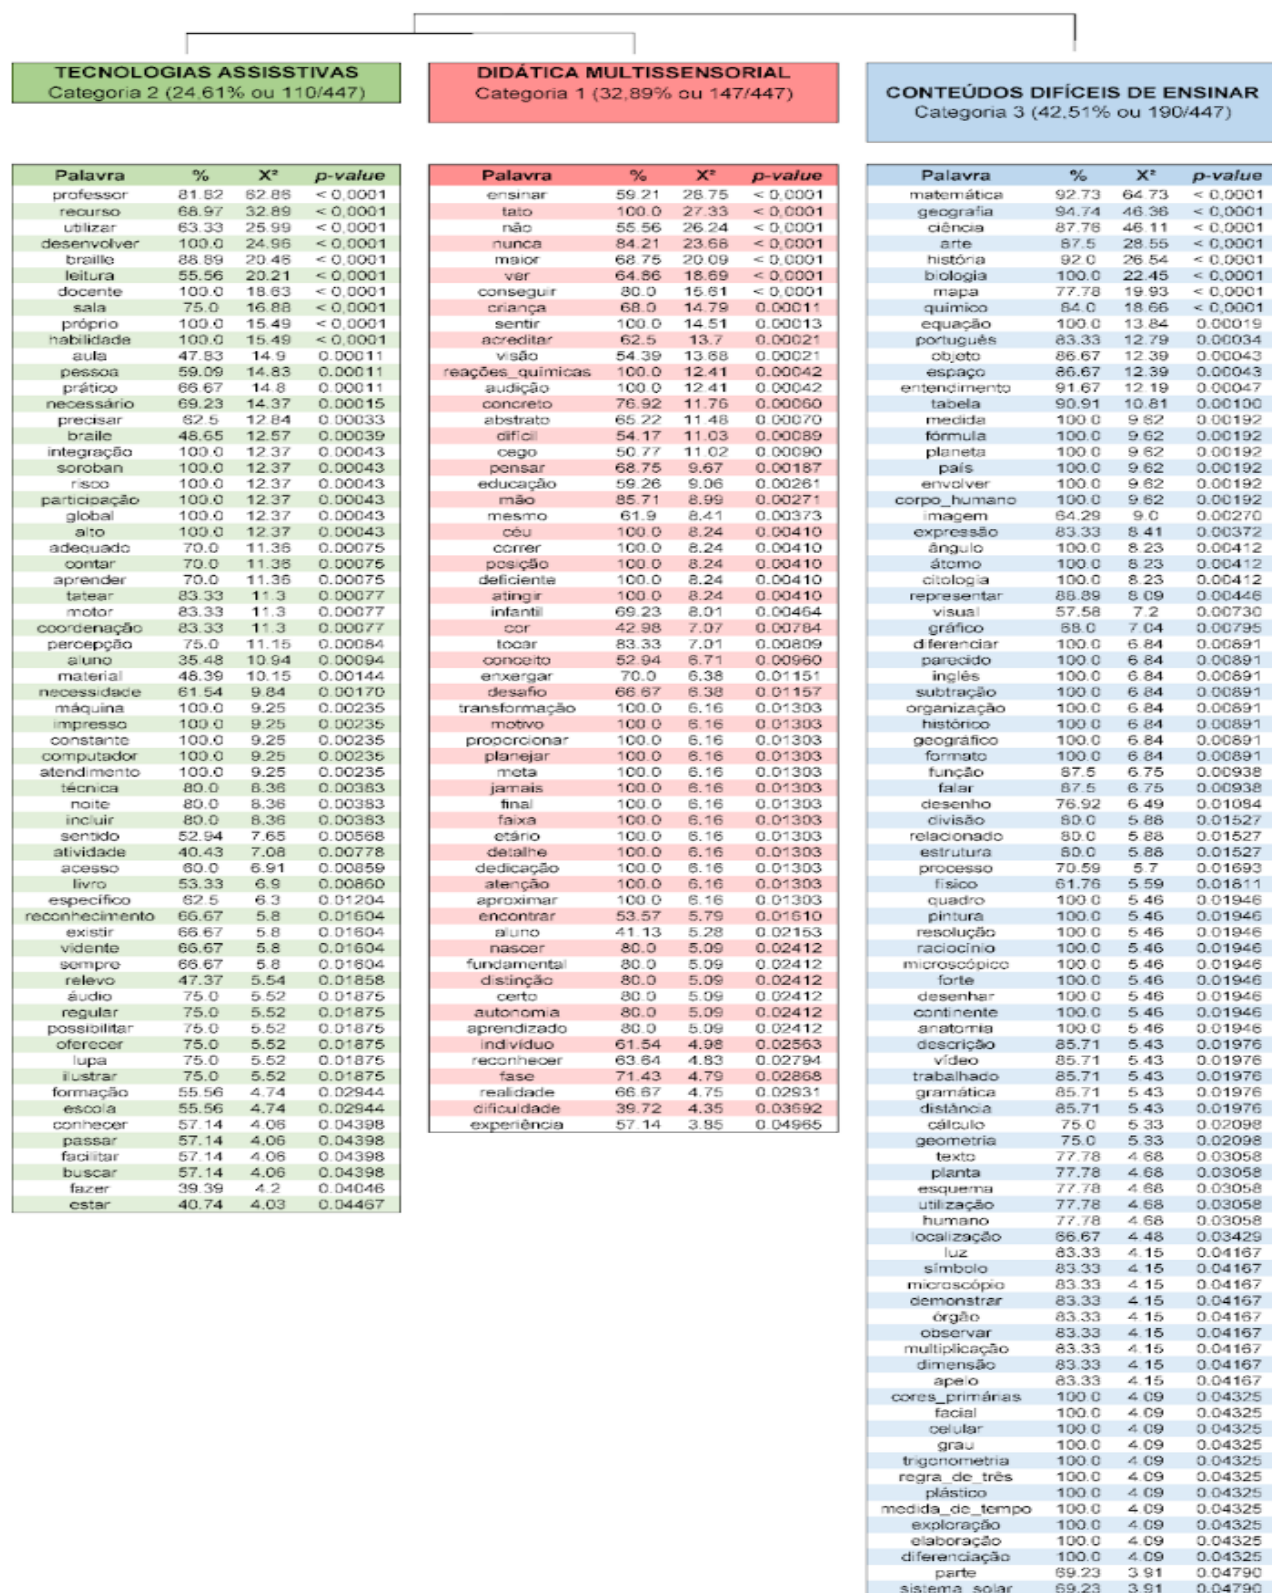 TECNOLOGIAS ASSISSTIVAS
Categoria 2 (24,61% ou 110/447)
Palavra % X² p-value
professor 81.82 62.86 < 0,0001
recurso 68.97 32.89 < 0,0001
utilizar 63.33 25.99 < 0,0001
desenvolver 100.0 24.96 < 0,0001
braille 88.89 20.46 < 0,0001
leitura 55.56 20.21 < 0,0001
docente 100.0 18.63 < 0,0001
sala 75.0 16.88 < 0,0001
próprio 100.0 15.49 < 0,0001
habilidade 100.0 15.49 < 0,0001
aula 47.83 14.9 0.00011
pessoa 59.09 14.83 0.00011
prático 66.67 14.8 0.00011
necessário 69.23 14.37 0.00015
precisar 62.5 12.84 0.00033
braile 48.65 12.57 0.00039
integração 100.0 12.37 0.00043
soroban 100.0 12.37 0.00043
risco 100.0 12.37 0.00043
participação 100.0 12.37 0.00043
global 100.0 12.37 0.00043
alto 100.0 12.37 0.00043
adequado 70.0 11.36 0.00075
contar 70.0 11.36 0.00075
aprender 70.0 11.36 0.00075
tatear 83.33 11.3 0.00077
motor 83.33 11.3 0.00077
coordenação 83.33 11.3 0.00077
percepção 75.0 11.15 0.00084
aluno 35.48 10.94 0.00094
material 48.39 10.15 0.00144
necessidade 61.54 9.84 0.00170
máquina 100.0 9.25 0.00235
impresso 100.0 9.25 0.00235
constante 100.0 9.25 0.00235
computador 100.0 9.25 0.00235
atendimento 100.0 9.25 0.00235
técnica 80.0 8.36 0.00383
noite 80.0 8.36 0.00383
incluir 80.0 8.36 0.00383
sentido 52.94 7.65 0.00568
atividade 40.43 7.08 0.00778
acesso 60.0 6.91 0.00859
livro 53.33 6.9 0.00860
específico 62.5 6.3 0.01204
reconhecimento 66.67 5.8 0.01604
existir 66.67 5.8 0.01604
vidente 66.67 5.8 0.01604
sempre 66.67 5.8 0.01604
relevo 47.37 5.54 0.01858
áudio 75.0 5.52 0.01875
regular 75.0 5.52 0.01875
possibilitar 75.0 5.52 0.01875
oferecer 75.0 5.52 0.01875
lupa 75.0 5.52 0.01875
ilustrar 75.0 5.52 0.01875
formação 55.56 4.74 0.02944
escola 55.56 4.74 0.02944
conhecer 57.14 4.06 0.04398
passar 57.14 4.06 0.04398
facilitar 57.14 4.06 0.04398
buscar 57.14 4.06 0.04398
fazer 39.39 4.2 0.04046
estar 40.74 4.03 0.04467
DIDÁTICA MULTISSENSORIAL
Categoria 1 (32,89% ou 147/447)
Palavra % X² p-value
ensinar 59.21 28.75 < 0,0001
tato 100.0 27.33 < 0,0001
não 55.56 26.24 < 0,0001
nunca 84.21 23.68 < 0,0001
maior 68.75 20.09 < 0,0001
ver 64.86 18.69 < 0,0001
conseguir 80.0 15.61 < 0,0001
criança 68.0 14.79 0.00011
sentir 100.0 14.51 0.00013
acreditar 62.5 13.7 0.00021
visão 54.39 13.68 0.00021
reações_químicas 100.0 12.41 0.00042
audição 100.0 12.41 0.00042
concreto 76.92 11.76 0.00060
abstrato 65.22 11.48 0.00070
difícil 54.17 11.03 0.00089
cego 50.77 11.02 0.00090
pensar 68.75 9.67 0.00187
educação 59.26 9.06 0.00261
mão 85.71 8.99 0.00271
mesmo 61.9 8.41 0.00373
céu 100.0 8.24 0.00410
correr 100.0 8.24 0.00410
posição 100.0 8.24 0.00410
deficiente 100.0 8.24 0.00410
atingir 100.0 8.24 0.00410
infantil 69.23 8.01 0.00464
cor 42.98 7.07 0.00784
tocar 83.33 7.01 0.00809
conceito 52.94 6.71 0.00960
enxergar 70.0 6.38 0.01151
desafio 66.67 6.38 0.01157
transformação 100.0 6.16 0.01303
motivo 100.0 6.16 0.01303
proporcionar 100.0 6.16 0.01303
planejar 100.0 6.16 0.01303
meta 100.0 6.16 0.01303
jamais 100.0 6.16 0.01303
final 100.0 6.16 0.01303
faixa 100.0 6.16 0.01303
etário 100.0 6.16 0.01303
detalhe 100.0 6.16 0.01303
dedicação 100.0 6.16 0.01303
atenção 100.0 6.16 0.01303
aproximar 100.0 6.16 0.01303
encontrar 53.57 5.79 0.01610
aluno 41.13 5.28 0.02153
nascer 80.0 5.09 0.02412
fundamental 80.0 5.09 0.02412
distinção 80.0 5.09 0.02412
certo 80.0 5.09 0.02412
autonomia 80.0 5.09 0.02412
aprendizado 80.0 5.09 0.02412
indivíduo 61.54 4.98 0.02563
reconhecer 63.64 4.83 0.02794
fase 71.43 4.79 0.02868
realidade 66.67 4.75 0.02931
dificuldade 39.72 4.35 0.03692
experiência 57.14 3.85 0.04965
CONTEÚDOS DIFÍCEIS DE ENSINAR
Categoria 3 (42,51% ou 190/447)
Palavra % X² p-value
matemática 92.73 64.73 < 0,0001
geografia 94.74 46.36 < 0,0001
ciência 87.76 46.11 < 0,0001
arte 87.5 28.55 < 0,0001
história 92.0 26.54 < 0,0001
biologia 100.0 22.45 < 0,0001
mapa 77.78 19.93 < 0,0001
químico 84.0 18.66 < 0,0001
equação 100.0 13.84 0.00019
português 83.33 12.79 0.00034
objeto 86.67 12.39 0.00043
espaço 86.67 12.39 0.00043
entendimento 91.67 12.19 0.00047
tabela 90.91 10.81 0.00100
medida 100.0 9.62 0.00192
fórmula 100.0 9.62 0.00192
planeta 100.0 9.62 0.00192
país 100.0 9.62 0.00192
envolver 100.0 9.62 0.00192
corpo_humano 100.0 9.62 0.00192
imagem 64.29 9.0 0.00270
expressão 83.33 8.41 0.00372
ângulo 100.0 8.23 0.00412
átomo 100.0 8.23 0.00412
citologia 100.0 8.23 0.00412
representar 88.89 8.09 0.00446
visual 57.58 7.2 0.00730
gráfico 68.0 7.04 0.00795
diferenciar 100.0 6.84 0.00891
parecido 100.0 6.84 0.00891
inglês 100.0 6.84 0.00891
subtração 100.0 6.84 0.00891
organização 100.0 6.84 0.00891
histórico 100.0 6.84 0.00891
geográfico 100.0 6.84 0.00891
formato 100.0 6.84 0.00891
função 87.5 6.75 0.00938
falar 87.5 6.75 0.00938
desenho 76.92 6.49 0.01084
divisão 80.0 5.88 0.01527
relacionado 80.0 5.88 0.01527
estrutura 80.0 5.88 0.01527
processo 70.59 5.7 0.01693
físico 61.76 5.59 0.01811
quadro 100.0 5.46 0.01946
pintura 100.0 5.46 0.01946
resolução 100.0 5.46 0.01946
raciocínio 100.0 5.46 0.01946
microscópico 100.0 5.46 0.01946
forte 100.0 5.46 0.01946
desenhar 100.0 5.46 0.01946
continente 100.0 5.46 0.01946
anatomia 100.0 5.46 0.01946
descrição 85.71 5.43 0.01976
vídeo 85.71 5.43 0.01976
trabalhado 85.71 5.43 0.01976
gramática 85.71 5.43 0.01976
distância 85.71 5.43 0.01976
cálculo 75.0 5.33 0.02098
geometria 75.0 5.33 0.02098
texto 77.78 4.68 0.03058
planta 77.78 4.68 0.03058
esquema 77.78 4.68 0.03058
utilização 77.78 4.68 0.03058
humano 77.78 4.68 0.03058
localização 66.67 4.48 0.03429
luz 83.33 4.15 0.04167
símbolo 83.33 4.15 0.04167
microscópio 83.33 4.15 0.04167
demonstrar 83.33 4.15 0.04167
órgão 83.33 4.15 0.04167
observar 83.33 4.15 0.04167
multiplicação 83.33 4.15 0.04167
dimensão 83.33 4.15 0.04167
apelo 83.33 4.15 0.04167
cores_primárias 100.0 4.09 0.04325
facial 100.0 4.09 0.04325
celular 100.0 4.09 0.04325
grau 100.0 4.09 0.04325
trigonometria 100.0 4.09 0.04325
regra_de_três 100.0 4.09 0.04325
plástico 100.0 4.09 0.04325
medida_de_tempo 100.0 4.09 0.04325
exploração 100.0 4.09 0.04325
elaboração 100.0 4.09 0.04325
diferenciação 100.0 4.09 0.04325
parte 69.23 3.91 0.04790
sistema_solar 69.23 3.91 0.04790